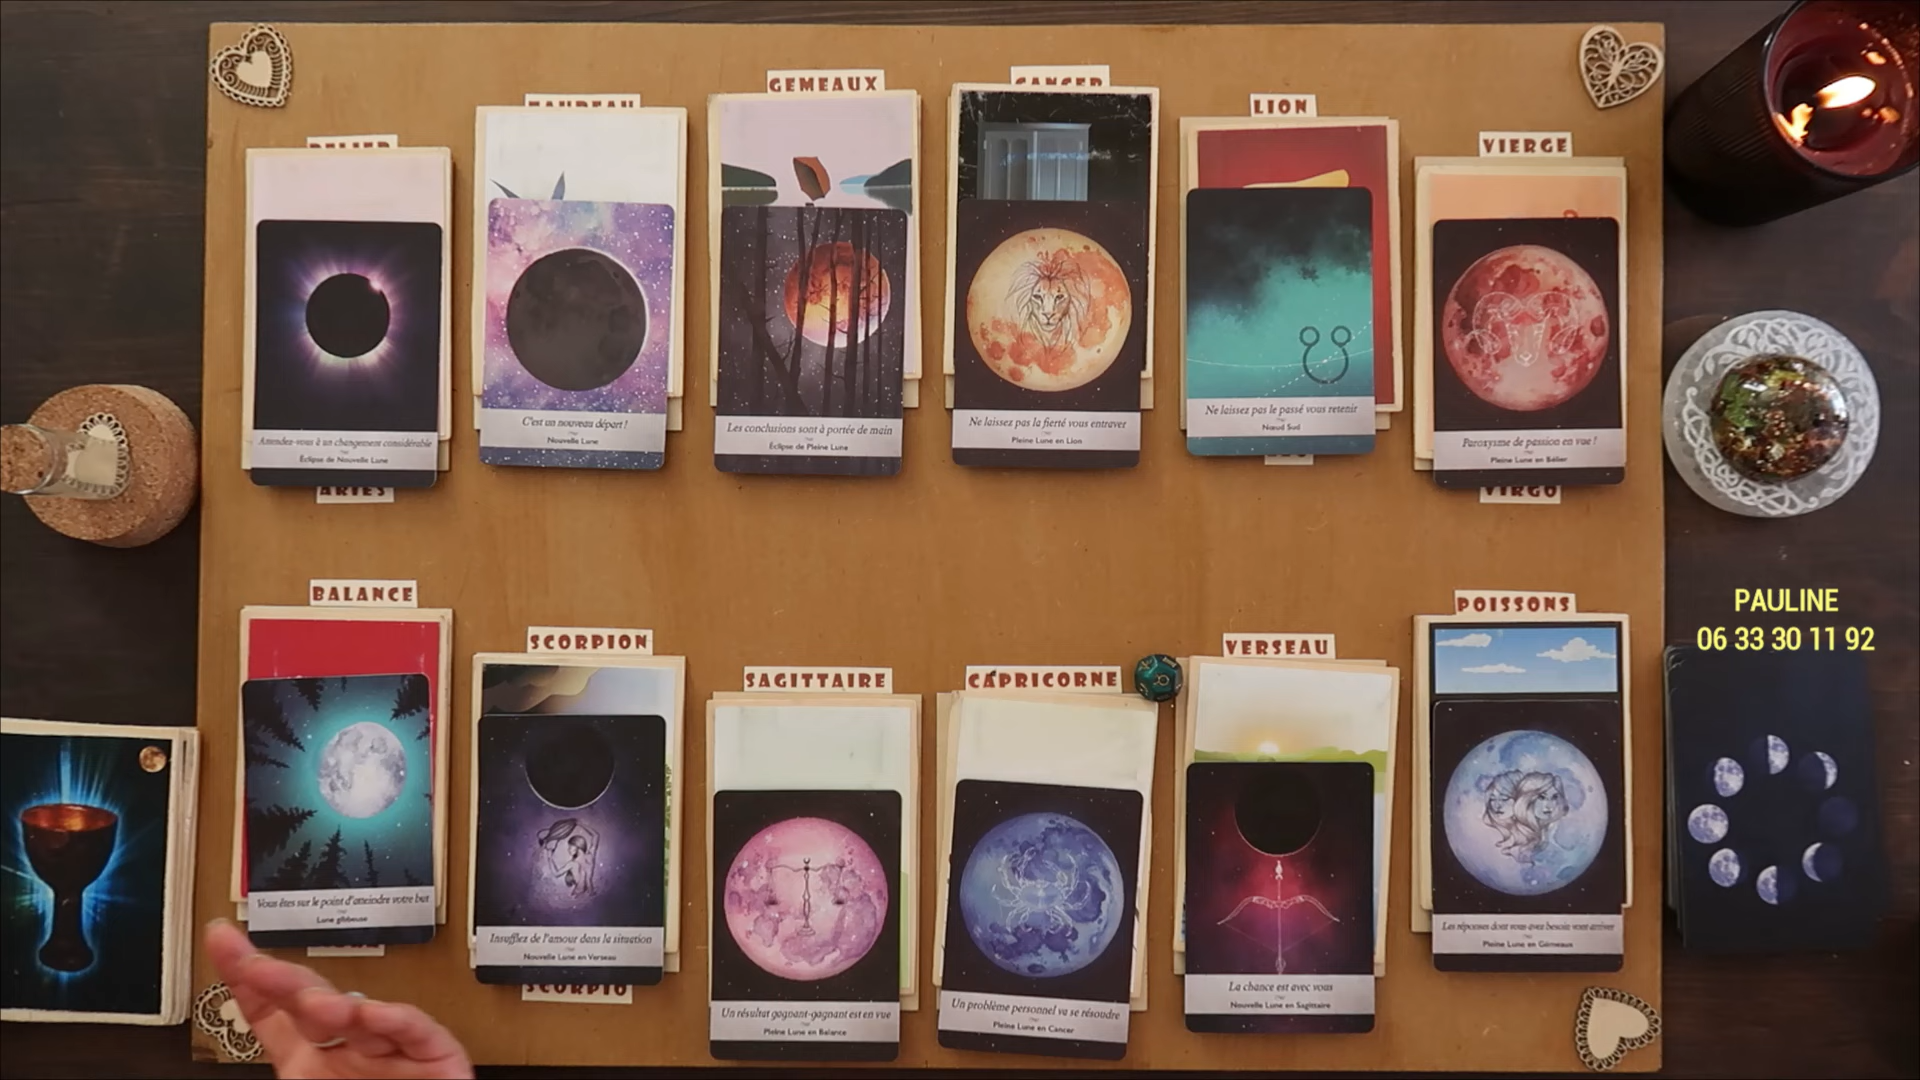 GEMEAUX
CANCER
LION
VIERGE
TAUREAU
BELIER
Attendez-vous à un changement considérable
Éclipse de Nouvelle Lune
ARIES
C'est un nouveau départ !
Nouvelle Lune
Les conclusions sont à portée de main
Éclipse de Pleine Lune
Ne laissez pas la fierté vous entraver
Pleine Lune en Lion
Ne laissez pas le passé vous retenir
Nœud Sud
Paroxysme de passion en vue !
Pleine Lune en Bélier
VIRGO
BALANCE
SCORPION
SAGITTAIRE
CAPRICORNE
VERSEAU
POISSONS
PAULINE
06 33 30 11 92
Vous êtes sur le point d'atteindre votre but
Lune gibbeuse
Insufflez de l'amour dans la situation
Nouvelle Lune en Verseau
SCORPIO
Un résultat gagnant-gagnant est en vue
Pleine Lune en Balance
Un problème personnel va se résoudre
Pleine Lune en Cancer
La chance est avec vous
Nouvelle Lune en Sagittaire
Les réponses dont vous avez besoin vont arriver
Pleine Lune en Gémeaux